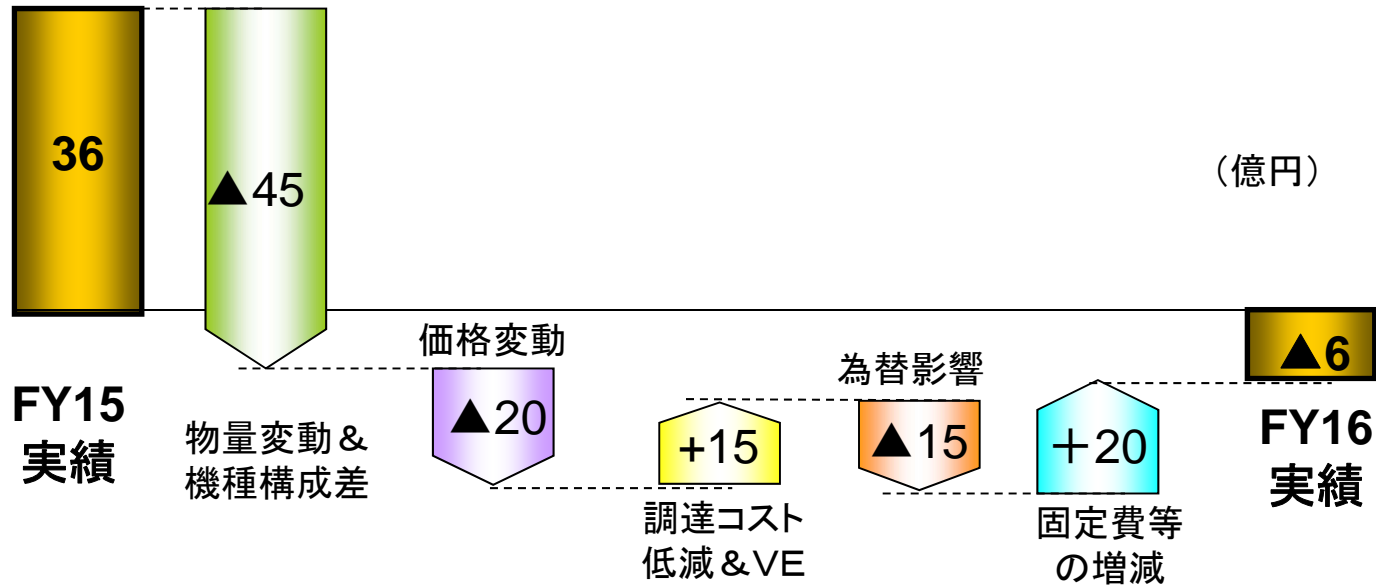 36
▲45
（億円）
価格変動
為替影響
▲6
FY15
実績
物量変動＆
機種構成差
▲20
+15
▲15
＋20
FY16
実績
調達コスト
低減＆VE
固定費等
の増減